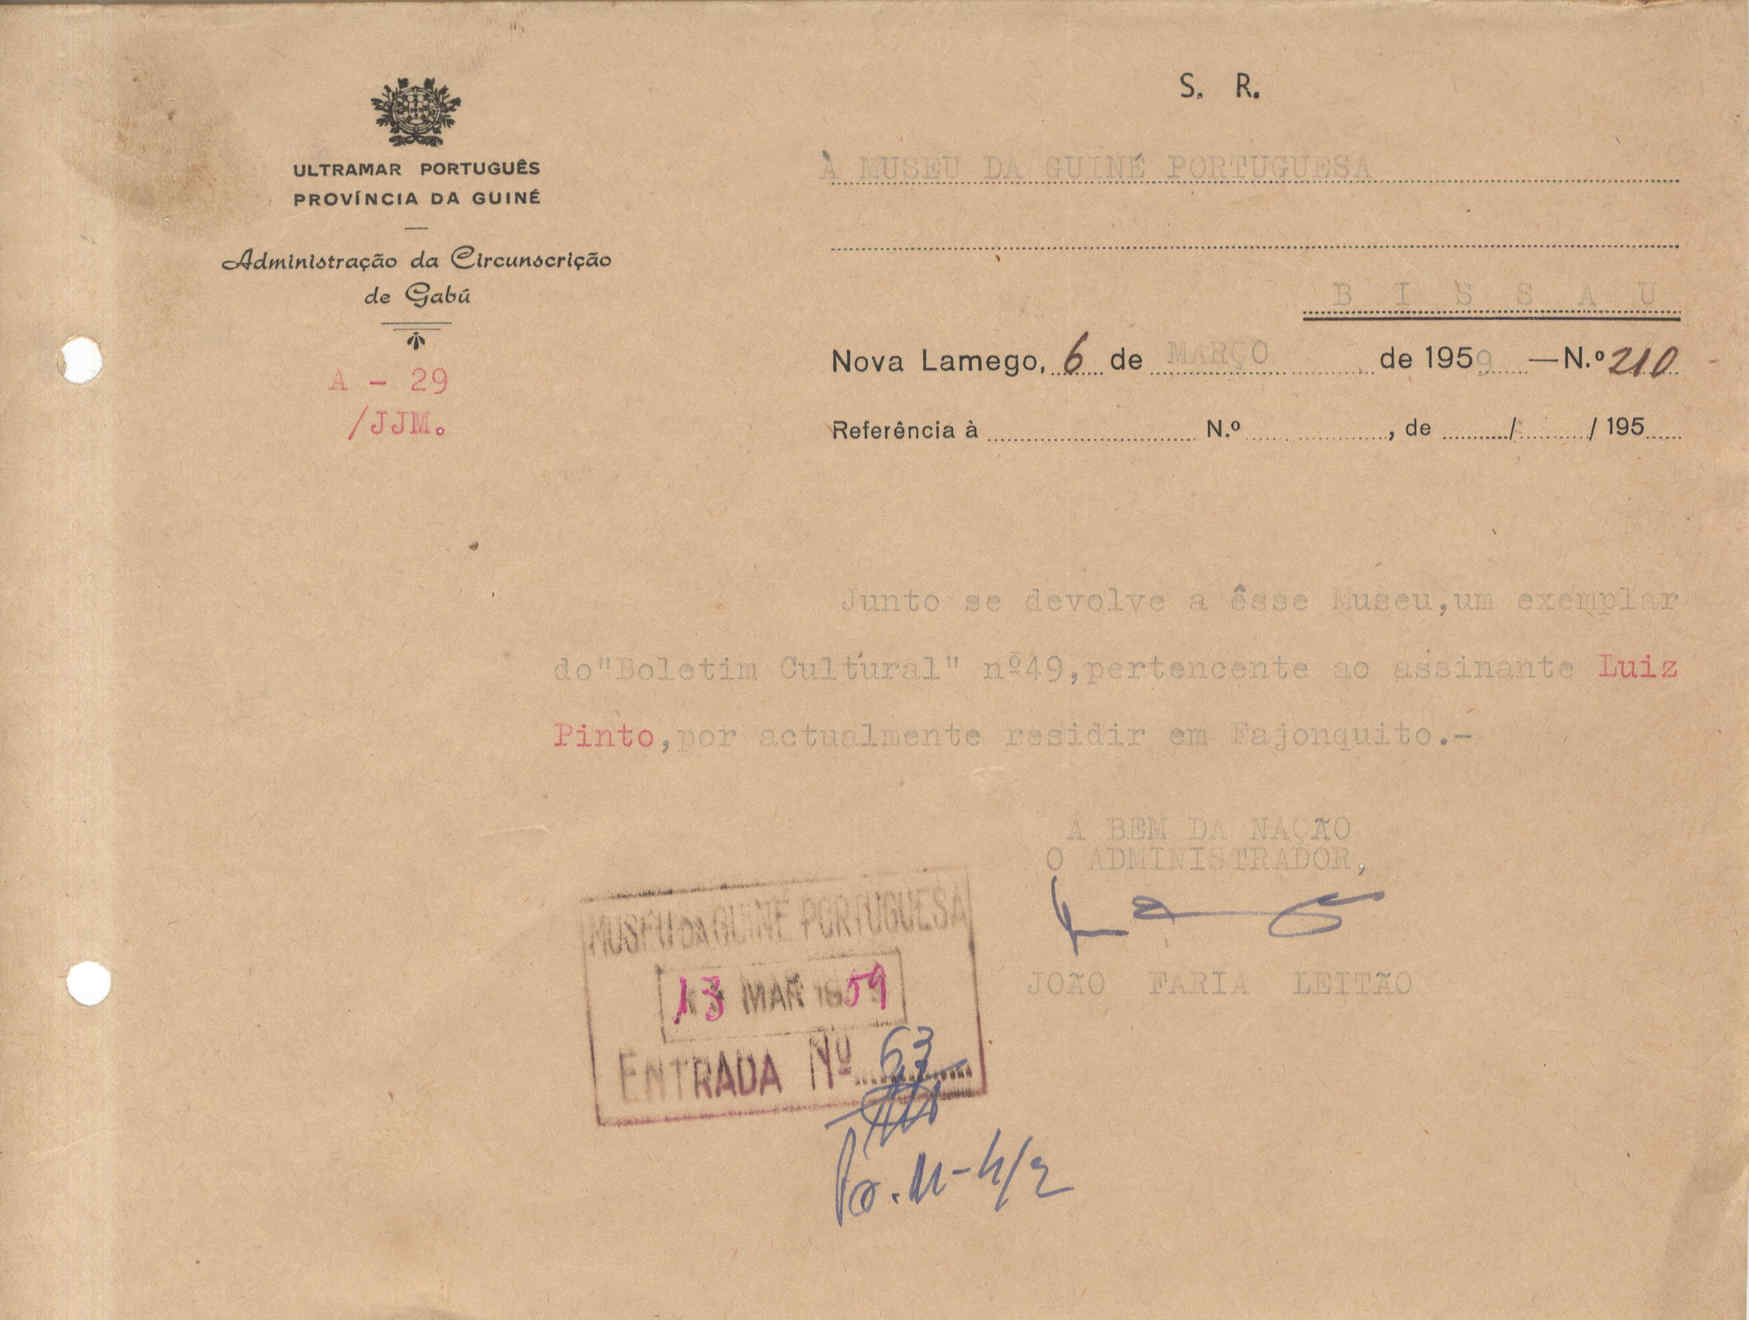 S. R.
ULTRAMAR PORTUGUÊS
PROVÍNCIA DA GUINÉ
Administração da Circunscrição
de Gabú
A - 29
/JJM.
À MUSEU DA GUINÉ PORTUGUESA
B I S S A U
Nova Lamego, 6 de MARÇO de 1959 — N.º 210
Referência à N.º , de / / 195
Junto se devolve a êsse Museu,um exemplar
do"Boletim Cultural" nº49,pertencente ao assinante Luiz
Pinto,por actualmente residir em Fajonquito.-
A BEM DA NAÇÃO
O ADMINISTRADOR,
JOÃO FARIA LEITÃO
MUSEU DA GUINÉ PORTUGUESA
13 MAR 1959
ENTRADA Nº 63